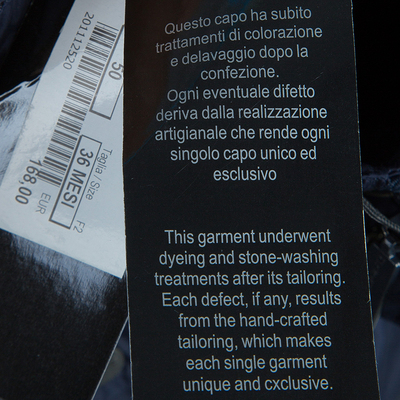 Questo capo ha subito
trattamenti di colorazione
e delavaggio dopo la
confezione.
Ogni eventuale difetto
deriva dalla realizzazione
artigianale che rende ogni
singolo capo unico ed
esclusivo
This garment underwent
dyeing and stone-washing
treatments after its tailoring.
Each defect, if any, results
from the hand-crafted
tailoring, which makes
each single garment
unique and cxclusive.
201112520
50
Taglia / Size
36 MESI
F2
168,00
EUR